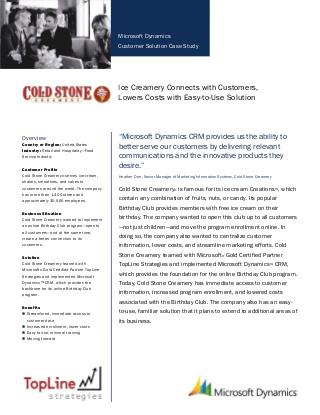 Microsoft Dynamics
Customer Solution Case Study
COLD STONE
CREAMERY
Ice Creamery Connects with Customers,
Lowers Costs with Easy-to-Use Solution
Overview
Country or Region: United States
Industry: Retail and Hospitality—Food
Service industry
Customer Profile
Cold Stone Creamery serves ice cream,
shakes, smoothies, and cakes to
customers around the world. The company
has more than 1,400 stores and
approximately 30,000 employees.
Business Situation
Cold Stone Creamery wanted to implement
an online Birthday Club program—open to
all customers—and at the same time,
create a better connection to its
customers.
Solution
Cold Stone Creamery teamed with
Microsoft® Gold Certified Partner TopLine
Strategies and implemented Microsoft
Dynamics™ CRM, which provides the
backbone for its online Birthday Club
program.
Benefits
Streamlined, immediate access to
customer data
Increased enrollment, lower costs
Easy to use, minimal training
Moving forward
“Microsoft Dynamics CRM provides us the ability to
better serve our customers by delivering relevant
communications and the innovative products they
desire.”
Senior Manager of Marketing Information Systems, Cold Stone Creamery
Cold Stone Creamery® is famous for its ice cream Creations®, which
contain any combination of fruits, nuts, or candy. Its popular
Birthday Club provides members with free ice cream on their
birthday. The company wanted to open this club up to all customers
—not just children—and move the program enrollment online. In
doing so, the company also wanted to centralize customer
information, lower costs, and streamline marketing efforts. Cold
Stone Creamery teamed with Microsoft® Gold Certified Partner
TopLine Strategies and implemented Microsoft Dynamics™ CRM,
which provides the foundation for the online Birthday Club program.
Today, Cold Stone Creamery has immediate access to customer
information, increased program enrollment, and lowered costs
associated with the Birthday Club. The company also has an easy-
to-use, familiar solution that it plans to extend to additional areas of
its business.
TopLine
strategies
Microsoft Dynamics